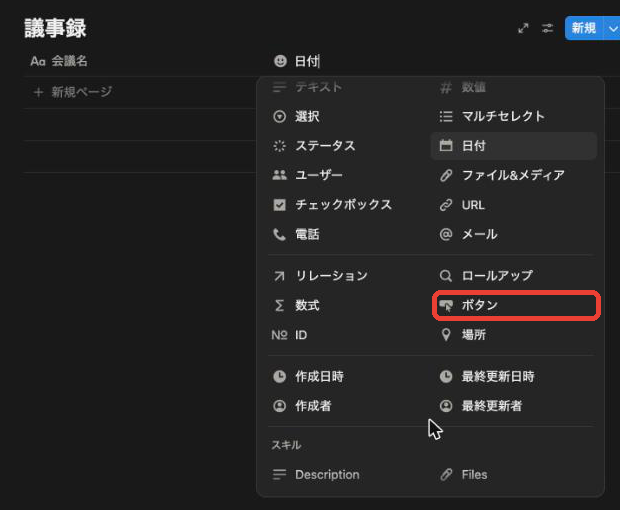 議事録
新規
Aa 会議名
日付
+ 新規ページ
テキスト
# 数値
選択
マルチセレクト
ステータス
日付
ユーザー
ファイル&メディア
チェックボックス
URL
電話
@ メール
リレーション
ロールアップ
Σ 数式
ボタン
№ ID
場所
作成日時
最終更新日時
作成者
最終更新者
スキル
Description
Files